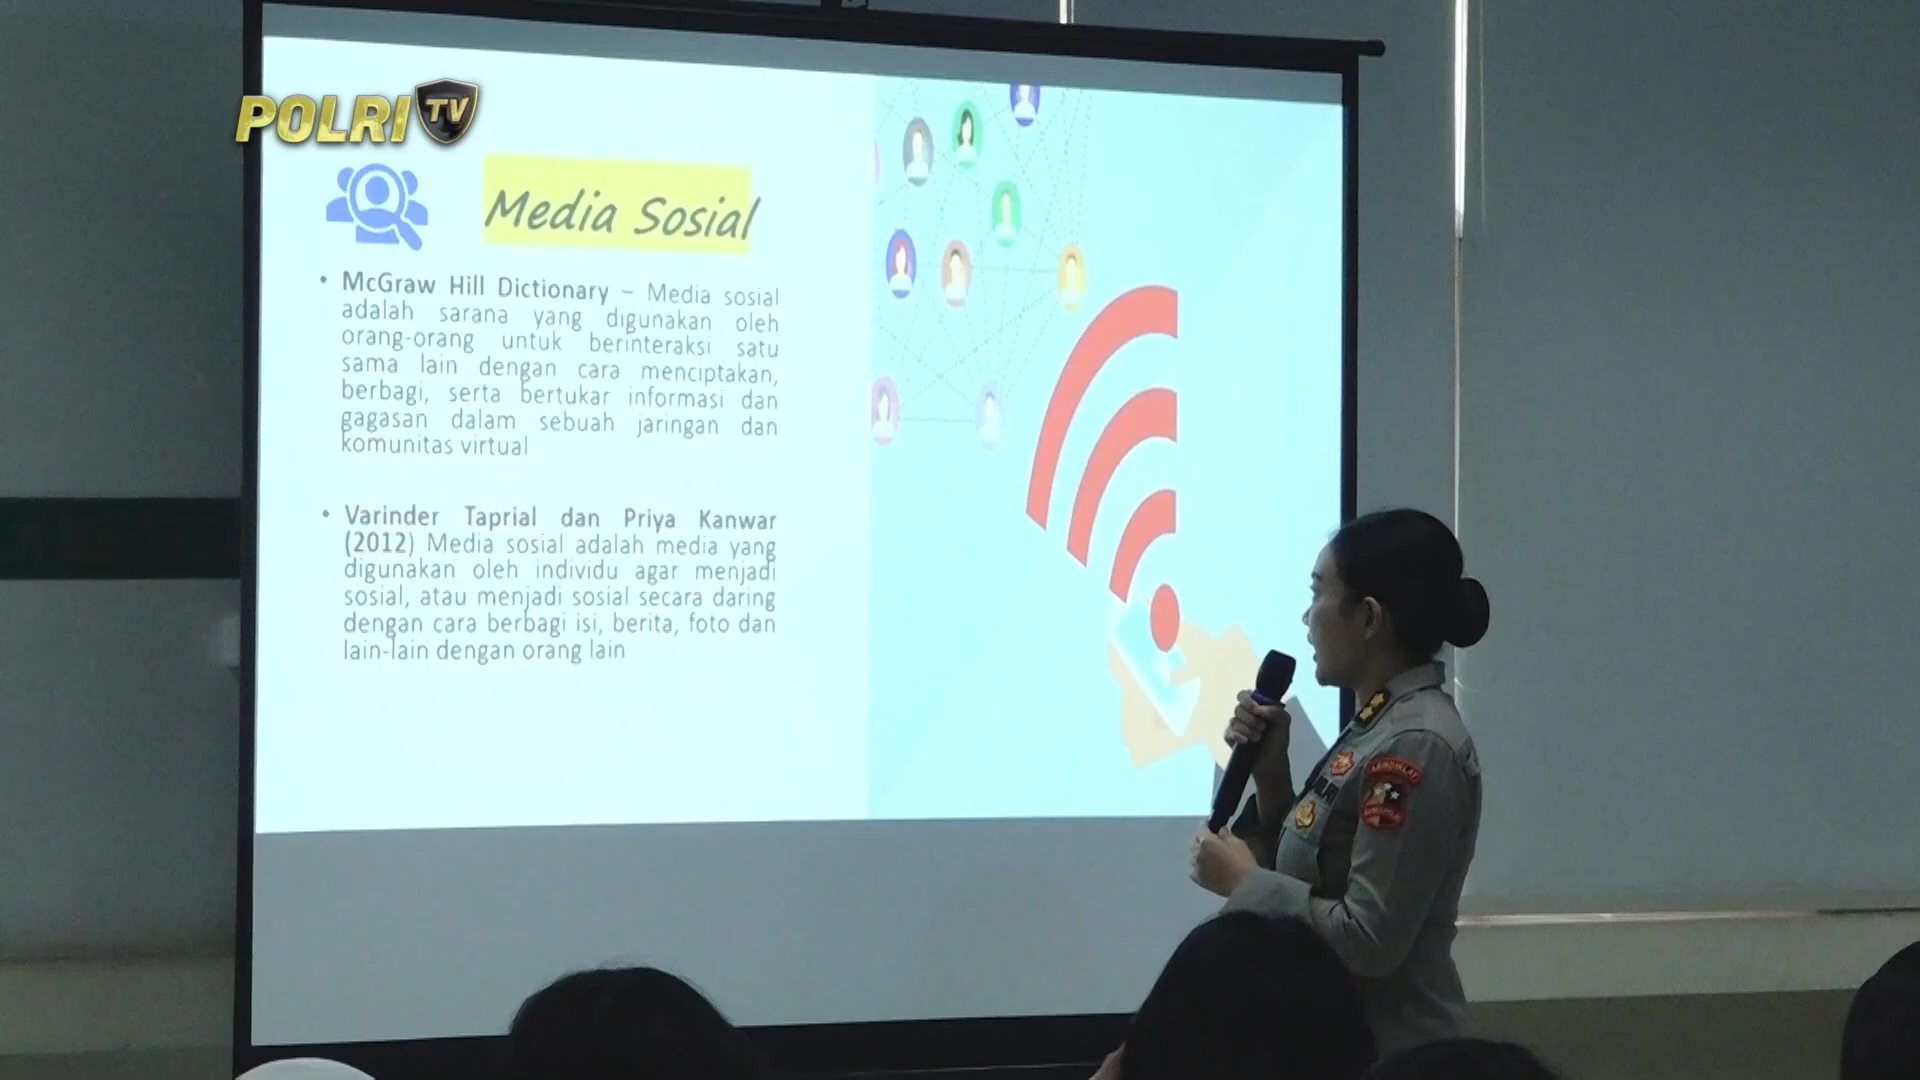 POLRI TV
Media Sosial
• McGraw Hill Dictionary – Media sosial
adalah sarana yang digunakan oleh
orang-orang untuk berinteraksi satu
sama lain dengan cara menciptakan,
berbagi, serta bertukar informasi dan
gagasan dalam sebuah jaringan dan
komunitas virtual
• Varinder Taprial dan Priya Kanwar
(2012) Media sosial adalah media yang
digunakan oleh individu agar menjadi
sosial, atau menjadi sosial secara daring
dengan cara berbagi isi, berita, foto dan
lain-lain dengan orang lain
LEMDIKLAT
POLRI